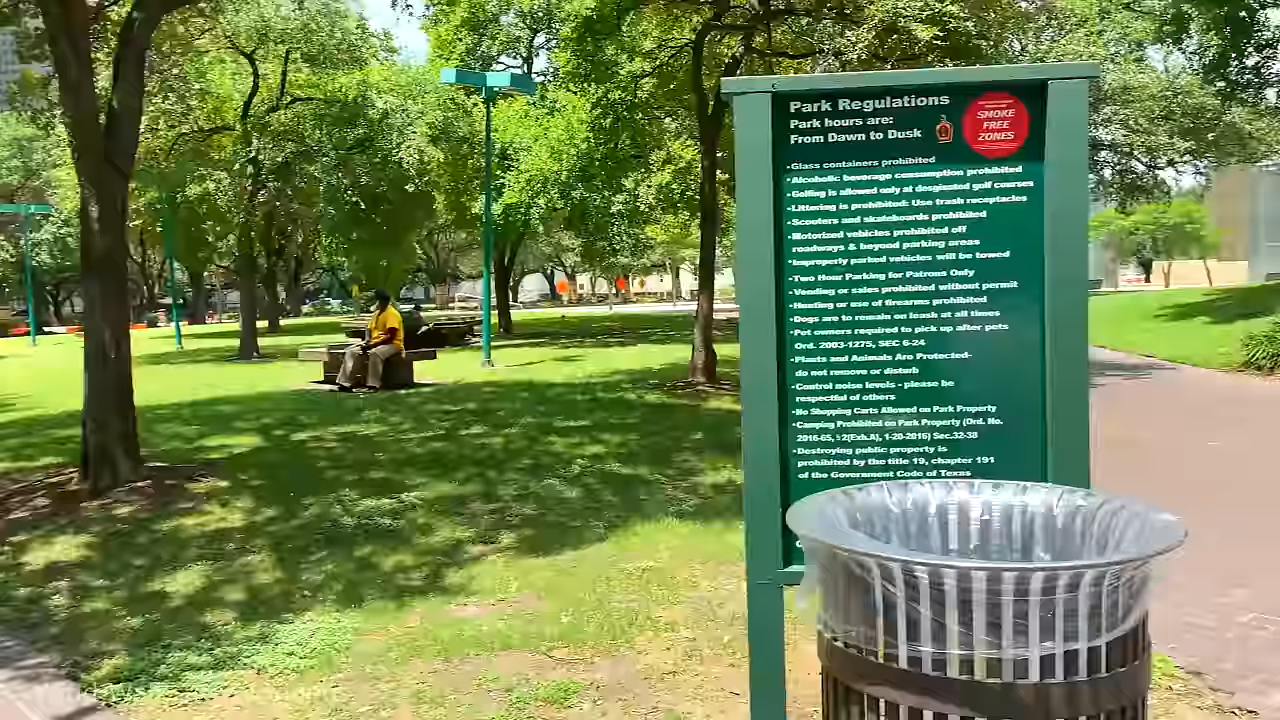 Park Regulations
Park hours are:
From Dawn to Dusk
SMOKE
FREE
ZONES
•Glass containers prohibited
•Alcoholic beverage consumption prohibited
•Golfing is allowed only at designated golf courses
•Littering is prohibited: Use trash receptacles
•Scooters and skateboards prohibited
•Motorized vehicles prohibited off
roadways & beyond parking areas
•Improperly parked vehicles will be towed
•Two Hour Parking for Patrons Only
•Vending or sales prohibited without permit
•Hunting or use of firearms prohibited
•Dogs are to remain on leash at all times
•Pet owners required to pick up after pets
Ord. 2003-1275, SEC 6-24
•Plants and Animals Are Protected-
do not remove or disturb
•Control noise levels - please be
respectful of others
•No Shopping Carts Allowed on Park Property
•Camping Prohibited on Park Property (Ord. No.
2016-65, §2(Exh.A), 1-20-2016) Sec.32-38
•Destroying public property is
prohibited by the title 19, chapter 191
of the Government Code of Texas